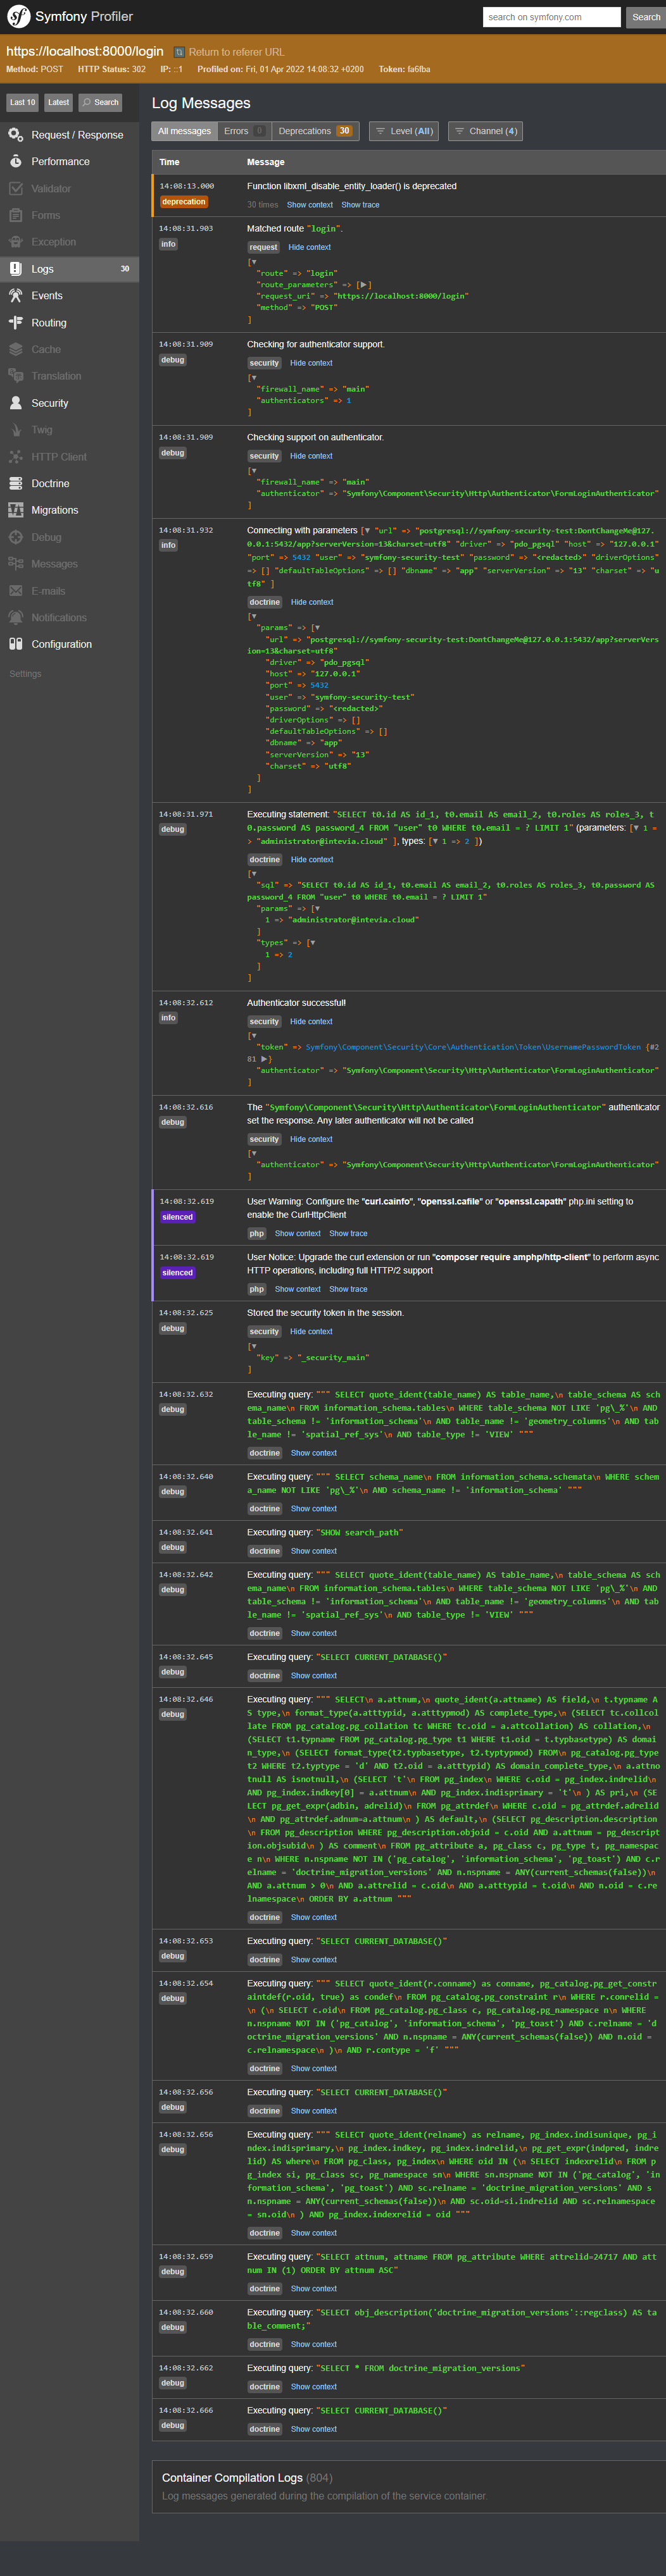 Symfony Profiler
search on symfony.com
Search
https://localhost:8000/login Return to referer URL
Method: POST HTTP Status: 302 IP: ::1 Profiled on: Fri, 01 Apr 2022 14:08:32 +0200 Token: fa6fba
Last 10 Latest Search
Request / Response
Performance
Validator
Forms
Exception
Logs 30
Events
Routing
Cache
Translation
Security
Twig
HTTP Client
Doctrine
Migrations
Debug
Messages
E-mails
Notifications
Configuration
Settings
Log Messages
All messages Errors 0 Deprecations 30 Level (All) Channel (4)
Time Message
14:08:13.000 Function libxml_disable_entity_loader() is deprecated
deprecation 30 times Show context Show trace
14:08:31.903 Matched route "login".
info request Hide context
[▼
"route" => "login"
"route_parameters" => [▶]
"request_uri" => "https://localhost:8000/login"
"method" => "POST"
]
14:08:31.909 Checking for authenticator support.
debug security Hide context
[▼
"firewall_name" => "main"
"authenticators" => 1
]
14:08:31.909 Checking support on authenticator.
debug security Hide context
[▼
"firewall_name" => "main"
"authenticator" => "Symfony\Component\Security\Http\Authenticator\FormLoginAuthenticator"
]
14:08:31.932 Connecting with parameters [▼ "url" => "postgresql://symfony-security-test:DontChangeMe@127.
info 0.0.1:5432/app?serverVersion=13&charset=utf8" "driver" => "pdo_pgsql" "host" => "127.0.0.1"
"port" => 5432 "user" => "symfony-security-test" "password" => "<redacted>" "driverOptions"
=> [] "defaultTableOptions" => [] "dbname" => "app" "serverVersion" => "13" "charset" => "u
tf8" ]
doctrine Hide context
[▼
"params" => [▼
"url" => "postgresql://symfony-security-test:DontChangeMe@127.0.0.1:5432/app?serverVers
ion=13&charset=utf8"
"driver" => "pdo_pgsql"
"host" => "127.0.0.1"
"port" => 5432
"user" => "symfony-security-test"
"password" => "<redacted>"
"driverOptions" => []
"defaultTableOptions" => []
"dbname" => "app"
"serverVersion" => "13"
"charset" => "utf8"
]
]
14:08:31.971 Executing statement: "SELECT t0.id AS id_1, t0.email AS email_2, t0.roles AS roles_3, t
debug 0.password AS password_4 FROM "user" t0 WHERE t0.email = ? LIMIT 1" (parameters: [▼ 1 =
> "administrator@intevia.cloud" ], types: [▼ 1 => 2 ])
doctrine Hide context
[▼
"sql" => "SELECT t0.id AS id_1, t0.email AS email_2, t0.roles AS roles_3, t0.password AS
password_4 FROM "user" t0 WHERE t0.email = ? LIMIT 1"
"params" => [▼
1 => "administrator@intevia.cloud"
]
"types" => [▼
1 => 2
]
]
14:08:32.612 Authenticator successful!
info security Hide context
[▼
"token" => Symfony\Component\Security\Core\Authentication\Token\UsernamePasswordToken {#2
81 ▶}
"authenticator" => "Symfony\Component\Security\Http\Authenticator\FormLoginAuthenticator"
]
14:08:32.616 The "Symfony\Component\Security\Http\Authenticator\FormLoginAuthenticator" authenticator
debug set the response. Any later authenticator will not be called
security Hide context
[▼
"authenticator" => "Symfony\Component\Security\Http\Authenticator\FormLoginAuthenticator"
]
14:08:32.619 User Warning: Configure the "curl.cainfo", "openssl.cafile" or "openssl.capath" php.ini setting to
silenced enable the CurlHttpClient
php Show context Show trace
14:08:32.619 User Notice: Upgrade the curl extension or run "composer require amphp/http-client" to perform async
silenced HTTP operations, including full HTTP/2 support
php Show context Show trace
14:08:32.625 Stored the security token in the session.
debug security Hide context
[▼
"key" => "_security_main"
]
14:08:32.632 Executing query: """ SELECT quote_ident(table_name) AS table_name,\n table_schema AS sch
debug ema_name\n FROM information_schema.tables\n WHERE table_schema NOT LIKE 'pg\_%'\n AND
table_schema != 'information_schema'\n AND table_name != 'geometry_columns'\n AND tab
le_name != 'spatial_ref_sys'\n AND table_type != 'VIEW' """
doctrine Show context
14:08:32.640 Executing query: """ SELECT schema_name\n FROM information_schema.schemata\n WHERE schem
debug a_name NOT LIKE 'pg\_%'\n AND schema_name != 'information_schema' """
doctrine Show context
14:08:32.641 Executing query: "SHOW search_path"
debug doctrine Show context
14:08:32.642 Executing query: """ SELECT quote_ident(table_name) AS table_name,\n table_schema AS sch
debug ema_name\n FROM information_schema.tables\n WHERE table_schema NOT LIKE 'pg\_%'\n AND
table_schema != 'information_schema'\n AND table_name != 'geometry_columns'\n AND tab
le_name != 'spatial_ref_sys'\n AND table_type != 'VIEW' """
doctrine Show context
14:08:32.645 Executing query: "SELECT CURRENT_DATABASE()"
debug doctrine Show context
14:08:32.646 Executing query: """ SELECT\n a.attnum,\n quote_ident(a.attname) AS field,\n t.typname A
debug S type,\n format_type(a.atttypid, a.atttypmod) AS complete_type,\n (SELECT tc.collcol
late FROM pg_catalog.pg_collation tc WHERE tc.oid = a.attcollation) AS collation,\n
(SELECT t1.typname FROM pg_catalog.pg_type t1 WHERE t1.oid = t.typbasetype) AS domai
n_type,\n (SELECT format_type(t2.typbasetype, t2.typtypmod) FROM\n pg_catalog.pg_type
t2 WHERE t2.typtype = 'd' AND t2.oid = a.atttypid) AS domain_complete_type,\n a.attno
tnull AS isnotnull,\n (SELECT 't'\n FROM pg_index\n WHERE c.oid = pg_index.indrelid\n
AND pg_index.indkey[0] = a.attnum\n AND pg_index.indisprimary = 't'\n ) AS pri,\n (SE
LECT pg_get_expr(adbin, adrelid)\n FROM pg_attrdef\n WHERE c.oid = pg_attrdef.adrelid
\n AND pg_attrdef.adnum=a.attnum\n ) AS default,\n (SELECT pg_description.description
\n FROM pg_description WHERE pg_description.objoid = c.oid AND a.attnum = pg_descript
ion.objsubid\n ) AS comment\n FROM pg_attribute a, pg_class c, pg_type t, pg_namespac
e n\n WHERE n.nspname NOT IN ('pg_catalog', 'information_schema', 'pg_toast') AND c.r
elname = 'doctrine_migration_versions' AND n.nspname = ANY(current_schemas(false))\n
AND a.attnum > 0\n AND a.attrelid = c.oid\n AND a.atttypid = t.oid\n AND n.oid = c.re
lnamespace\n ORDER BY a.attnum """
doctrine Show context
14:08:32.653 Executing query: "SELECT CURRENT_DATABASE()"
debug doctrine Show context
14:08:32.654 Executing query: """ SELECT quote_ident(r.conname) as conname, pg_catalog.pg_get_constr
debug aintdef(r.oid, true) as condef\n FROM pg_catalog.pg_constraint r\n WHERE r.conrelid =
\n (\n SELECT c.oid\n FROM pg_catalog.pg_class c, pg_catalog.pg_namespace n\n WHERE
n.nspname NOT IN ('pg_catalog', 'information_schema', 'pg_toast') AND c.relname = 'd
octrine_migration_versions' AND n.nspname = ANY(current_schemas(false)) AND n.oid =
c.relnamespace\n )\n AND r.contype = 'f' """
doctrine Show context
14:08:32.656 Executing query: "SELECT CURRENT_DATABASE()"
debug doctrine Show context
14:08:32.656 Executing query: """ SELECT quote_ident(relname) as relname, pg_index.indisunique, pg_i
debug ndex.indisprimary,\n pg_index.indkey, pg_index.indrelid,\n pg_get_expr(indpred, indre
lid) AS where\n FROM pg_class, pg_index\n WHERE oid IN (\n SELECT indexrelid\n FROM p
g_index si, pg_class sc, pg_namespace sn\n WHERE sn.nspname NOT IN ('pg_catalog', 'in
formation_schema', 'pg_toast') AND sc.relname = 'doctrine_migration_versions' AND s
n.nspname = ANY(current_schemas(false))\n AND sc.oid=si.indrelid AND sc.relnamespace
= sn.oid\n ) AND pg_index.indexrelid = oid """
doctrine Show context
14:08:32.659 Executing query: "SELECT attnum, attname FROM pg_attribute WHERE attrelid=24717 AND att
debug num IN (1) ORDER BY attnum ASC"
doctrine Show context
14:08:32.660 Executing query: "SELECT obj_description('doctrine_migration_versions'::regclass) AS ta
debug ble_comment;"
doctrine Show context
14:08:32.662 Executing query: "SELECT * FROM doctrine_migration_versions"
debug doctrine Show context
14:08:32.666 Executing query: "SELECT CURRENT_DATABASE()"
debug doctrine Show context
Container Compilation Logs (804)
Log messages generated during the compilation of the service container.